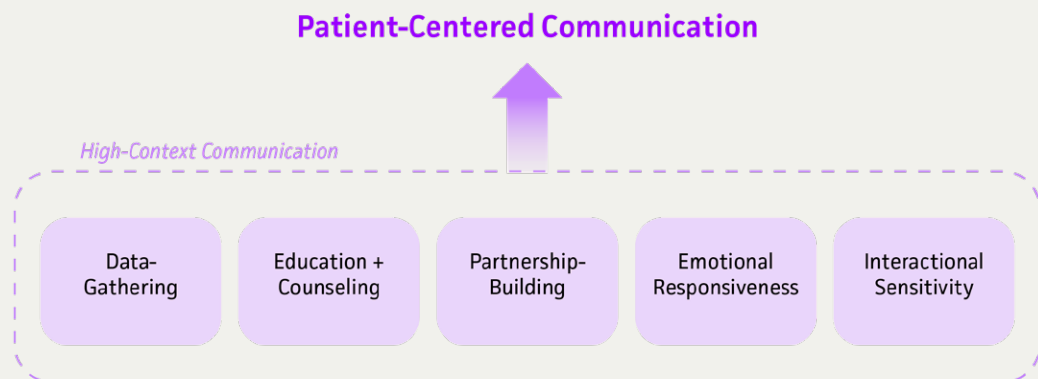 Patient-Centered Communication
High-Context Communication
Data-
Gathering
Education +
Counseling
Partnership-
Building
Emotional
Responsiveness
Interactional
Sensitivity